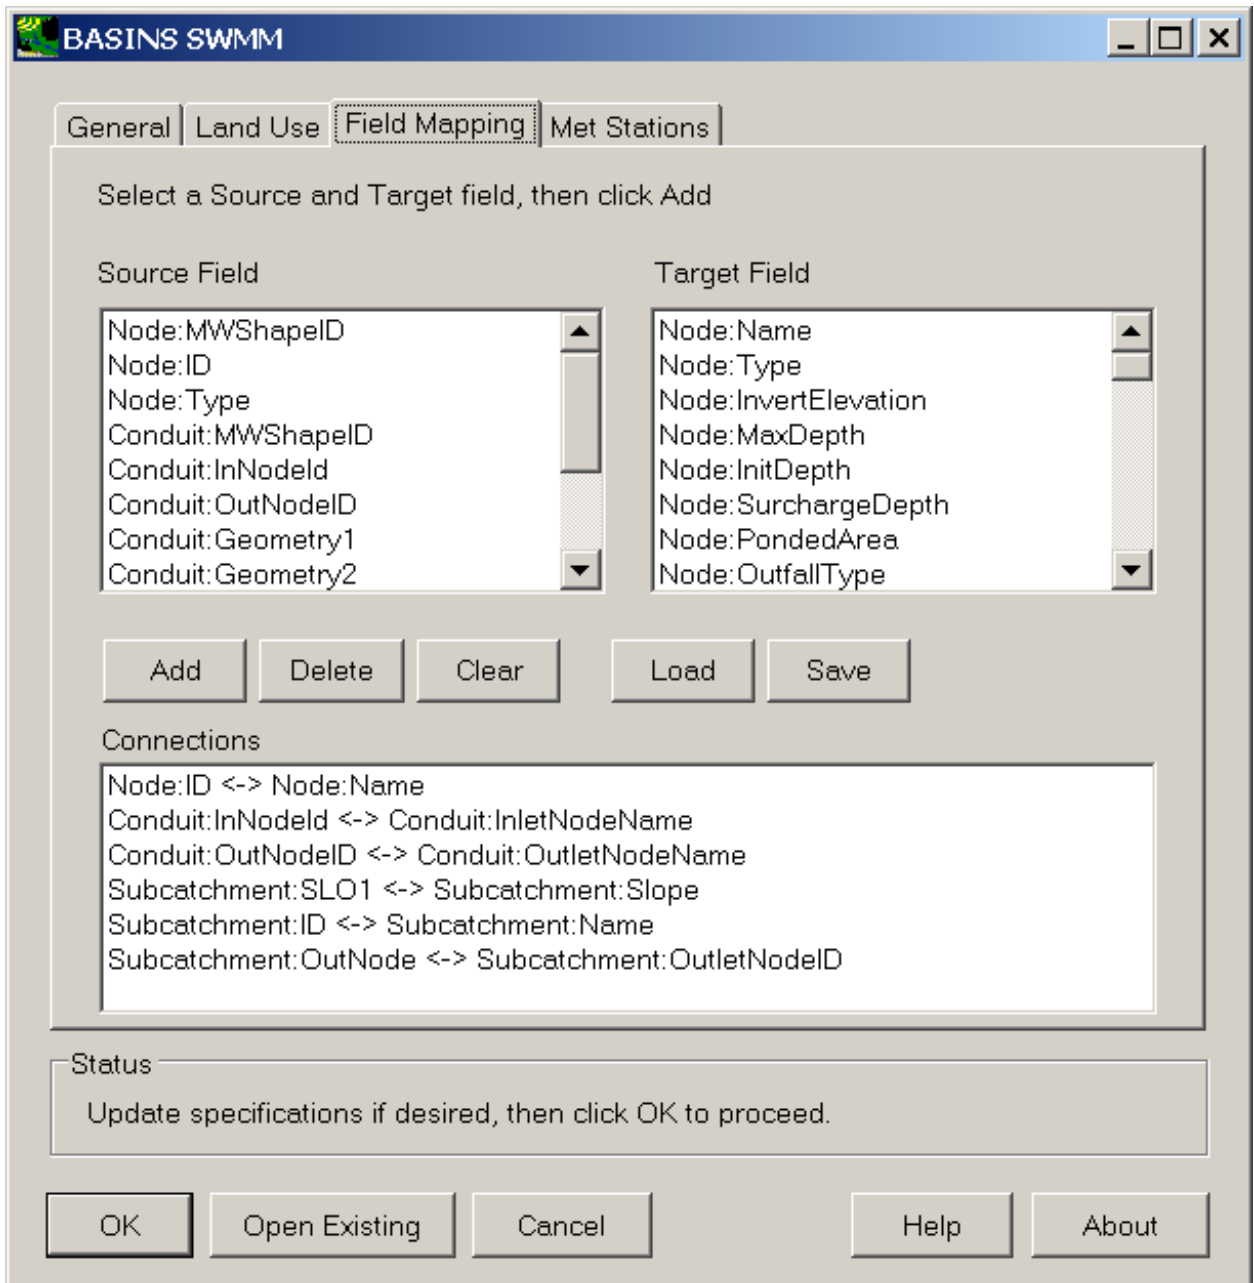 BASINS SWMM
General Land Use Field Mapping Met Stations
Select a Source and Target field, then click Add
Source Field
Node:MWShapeID
Node:ID
Node:Type
Conduit:MWShapeID
Conduit:InNodeId
Conduit:OutNodeID
Conduit:Geometry1
Conduit:Geometry2
Target Field
Node:Name
Node:Type
Node:InvertElevation
Node:MaxDepth
Node:InitDepth
Node:SurchargeDepth
Node:PondedArea
Node:OutfallType
Add Delete Clear Load Save
Connections
Node:ID <-> Node:Name
Conduit:InNodeId <-> Conduit:InletNodeName
Conduit:OutNodeID <-> Conduit:OutletNodeName
Subcatchment:SLO1 <-> Subcatchment:Slope
Subcatchment:ID <-> Subcatchment:Name
Subcatchment:OutNode <-> Subcatchment:OutletNodeID
Status
Update specifications if desired, then click OK to proceed.
OK Open Existing Cancel Help About